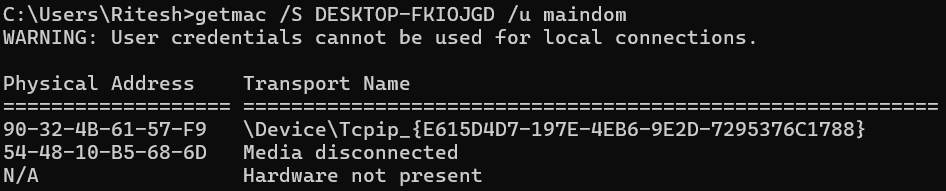 C:\Users\Ritesh>getmac /S DESKTOP-FKIOJGD /u maindom
WARNING: User credentials cannot be used for local connections.
Physical Address    Transport Name
=================== ==========================================================
90-32-4B-61-57-F9   \Device\Tcpip_{E615D4D7-197E-4EB6-9E2D-7295376C1788}
54-48-10-B5-68-6D   Media disconnected
N/A                 Hardware not present